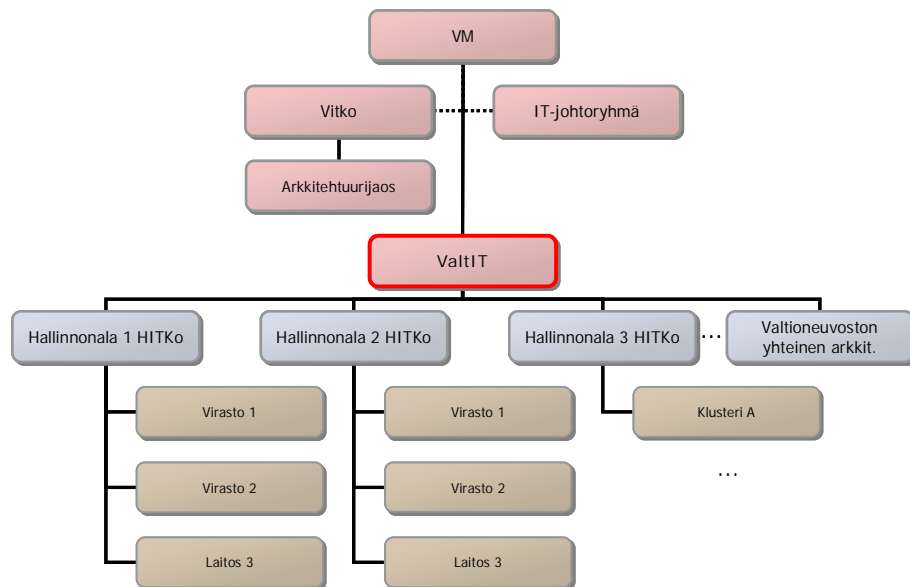 VM
Vitko
IT-johtoryhmä
Arkkitehtuurijaos
ValtIT
Hallinnonala 1 HITKo
Hallinnonala 2 HITKo
Hallinnonala 3 HITKo
...
Valtioneuvoston
yhteinen arkkit.
Virasto 1
Virasto 1
Klusteri A
Virasto 2
Virasto 2
...
Laitos 3
Laitos 3